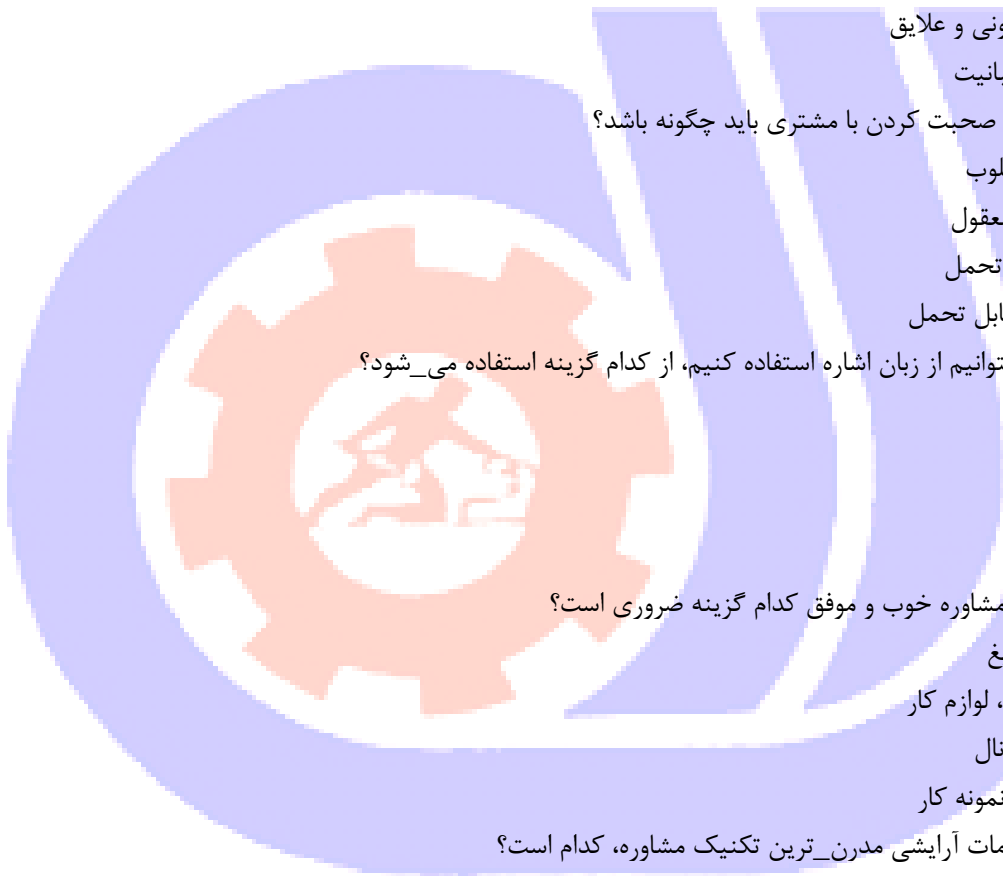 ونی و علایق
بانیت
صحبت کردن با مشتری باید چگونه باشد؟
لوب
عقول
تحمل
ابل تحمل
توانیم از زبان اشاره استفاده کنیم، از کدام گزینه استفاده می_شود؟
مشاوره خوب و موفق کدام گزینه ضروری است؟
غ
، لوازم کار
نال
نمونه کار
مات آرایشی مدرن_ترین تکنیک مشاوره، کدام است؟